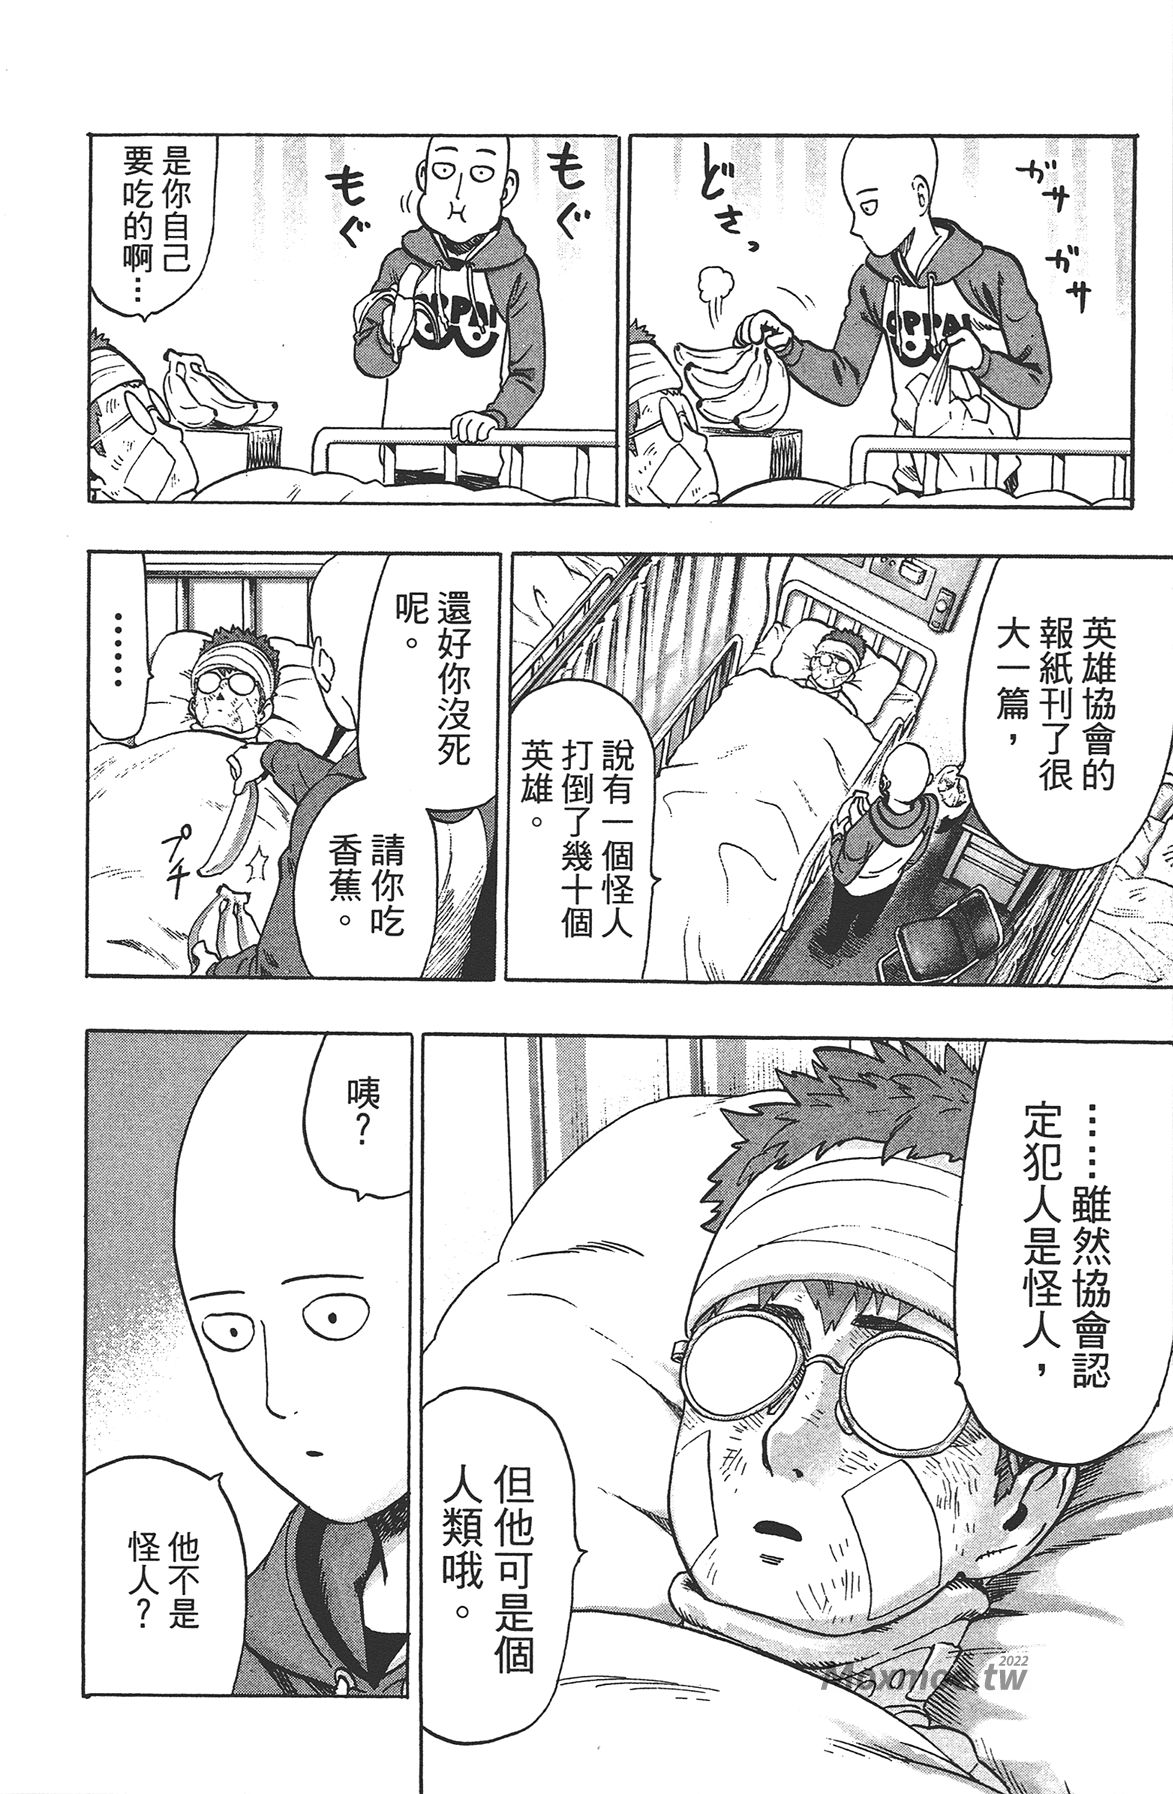 ガサ
ガサ
どさっ
OPPAI
もぐ
もぐ
OPPAI
是你自己
要吃的啊…
英雄協會的
報紙刊了很
大一篇，
說有一個怪人
打倒了幾十個
英雄。
還好你沒死
呢。
請你吃
香蕉。
プチ
……
……雖然協會認
定犯人是怪人，
但他可是個
人類哦。
咦？
他不是
怪人？
2022
Moxmoe.tw